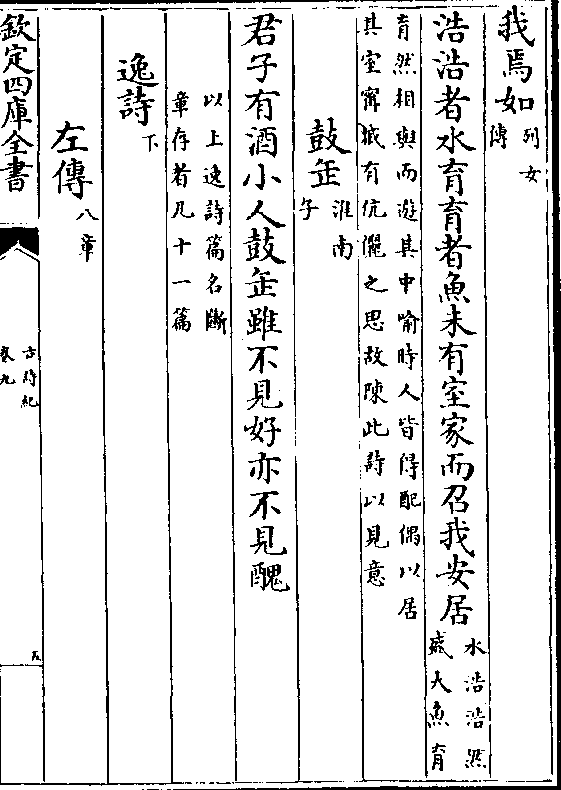 我焉如列女
傳
浩浩者水育育者魚未有室家而召我安居水浩浩然
盛大魚育
育然相與而遊其中喻時人皆得配偶以居
其室甯戚有伉儷之思故陳此詩以見意
鼓缶淮南
子
君子有酒小人鼓缶雖不見好亦不見醜
以上逸詩篇名斷
章存者凡十一篇
逸詩下
左傳八章
欽定四庫全書
古詩紀
卷九
五